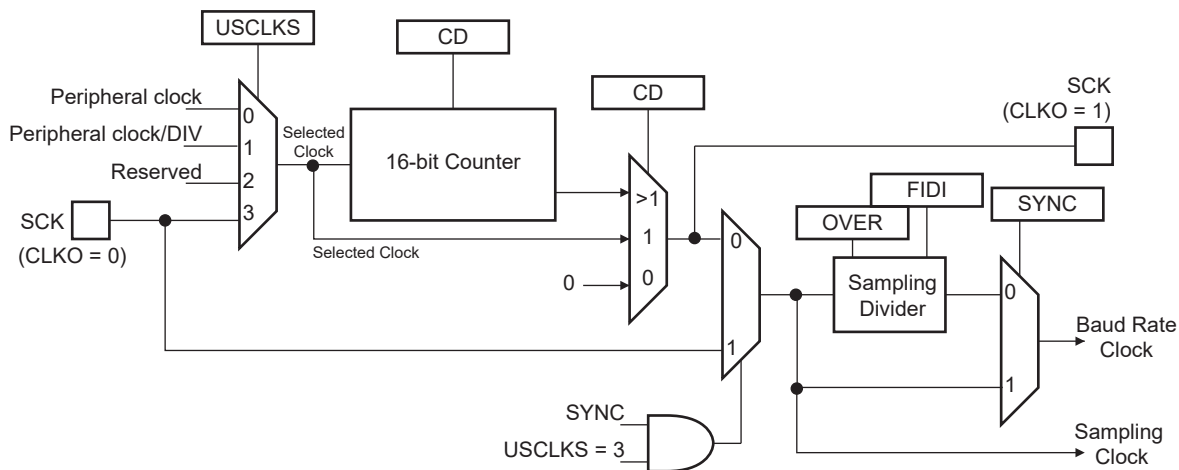 USCLKS
CD
CD
SCK
(CLKO = 1)
Peripheral clock
0
Peripheral clock/DIV
1
Reserved
2
SCK
3
(CLKO = 0)
Selected
Clock
16-bit Counter
Selected Clock
>1
1
0
0
0
1
FIDI
OVER
SYNC
Sampling
Divider
0
1
Baud Rate
Clock
SYNC
USCLKS = 3
Sampling
Clock